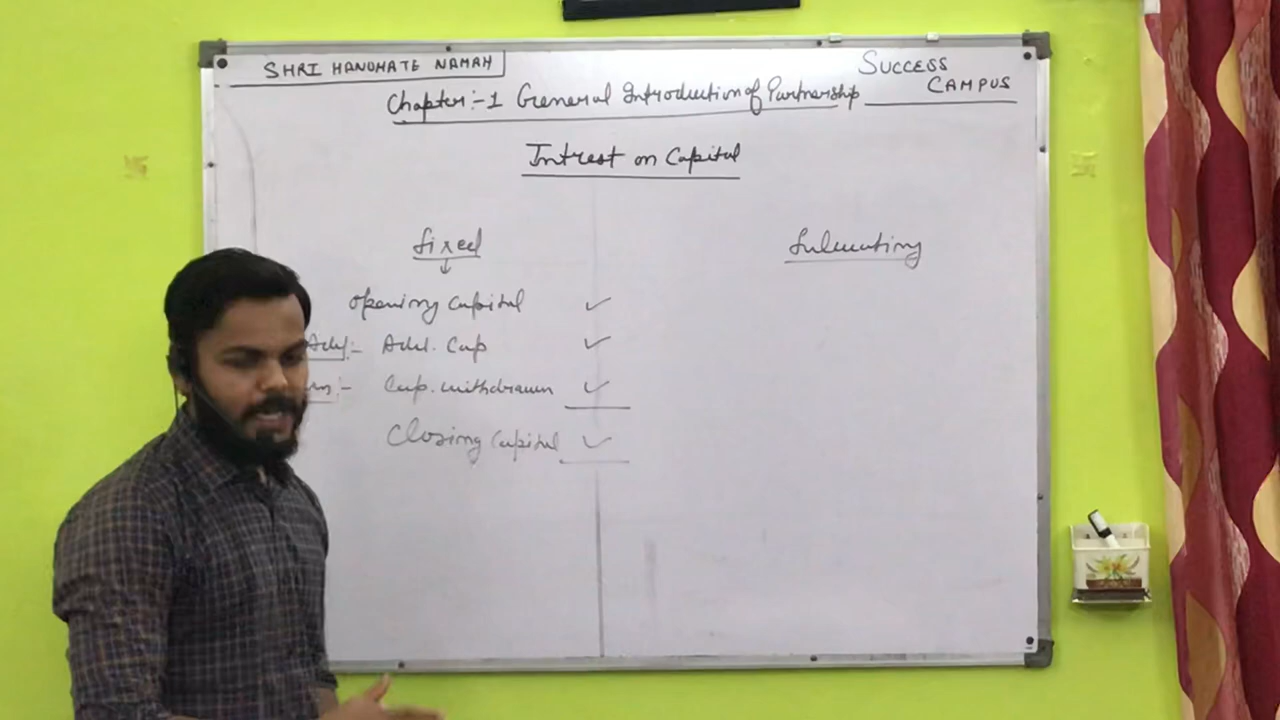 SHRI HANUMATE NAMAH
SUCCESS
CAMPUS
Chapter:-1 General Introduction of Partnership
Intrest on Capital
fixed
fulcuating
opening capital ✓
Add:- Addl. Cap ✓
:- Cap. withdrawn ✓
Closing Capital ✓